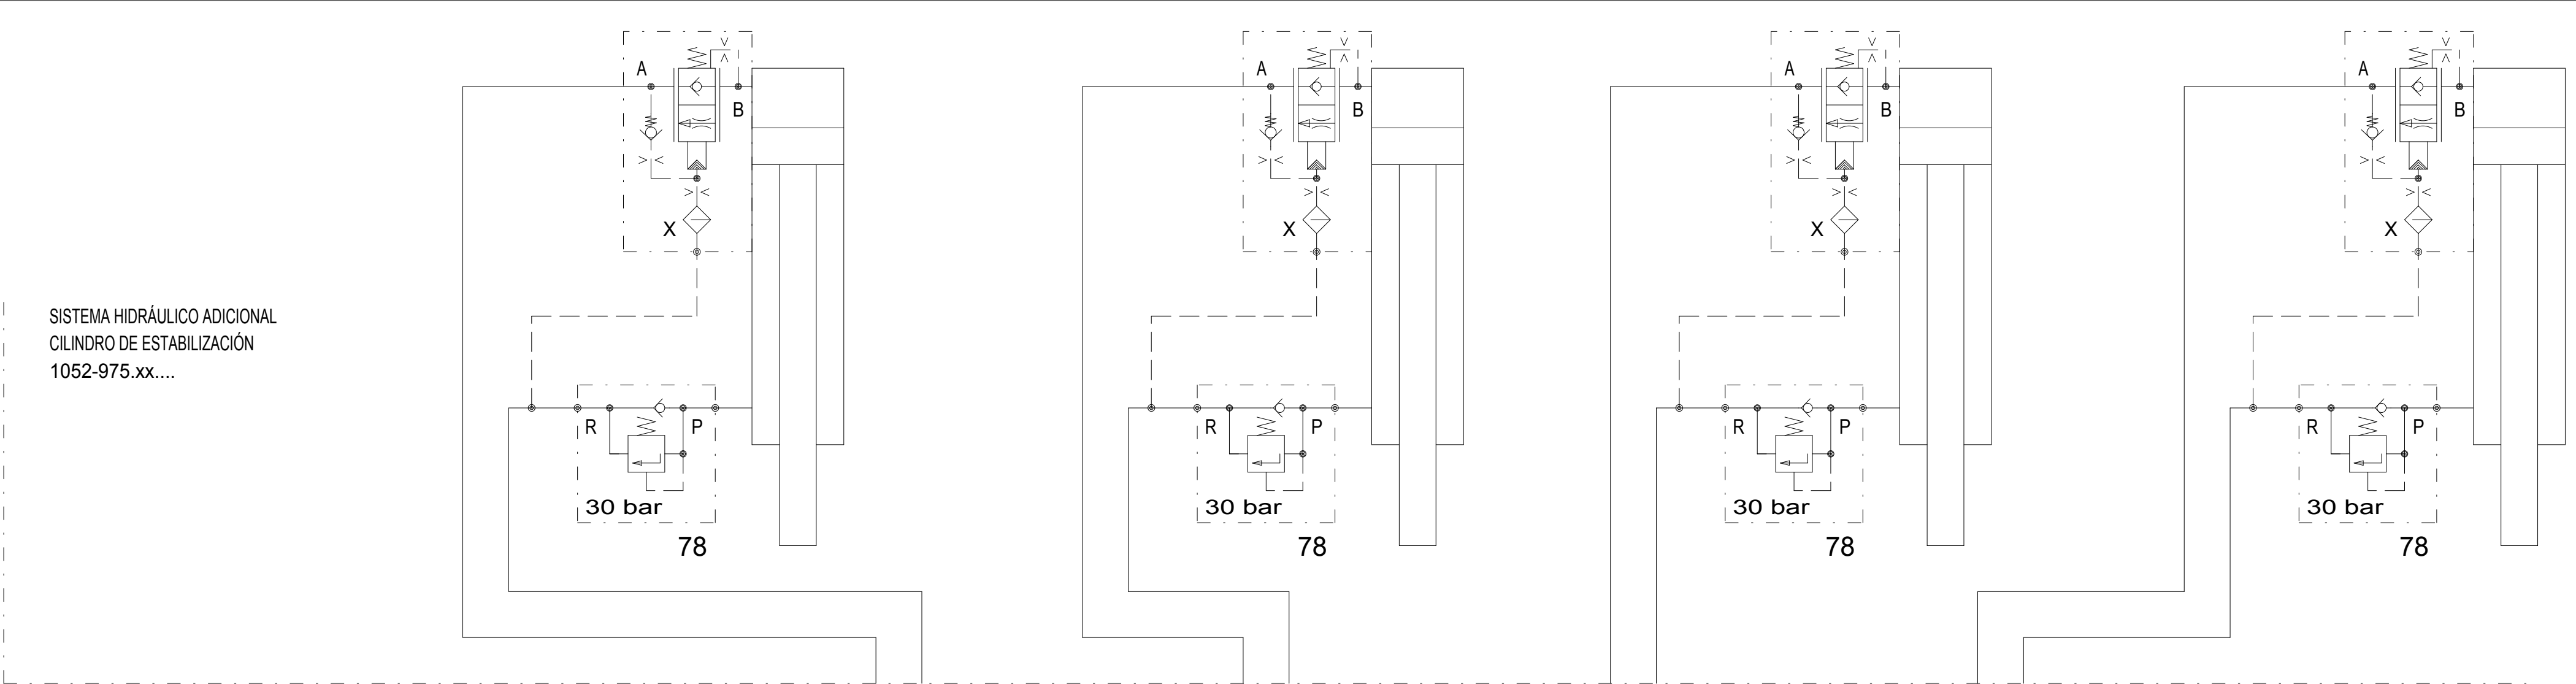 A
B
X
A
B
X
A
B
X
A
B
X
SISTEMA HIDRÁULICO ADICIONAL
CILINDRO DE ESTABILIZACIÓN
1052-975.xx....
R P
30 bar
78
R P
30 bar
78
R P
30 bar
78
R P
30 bar
78